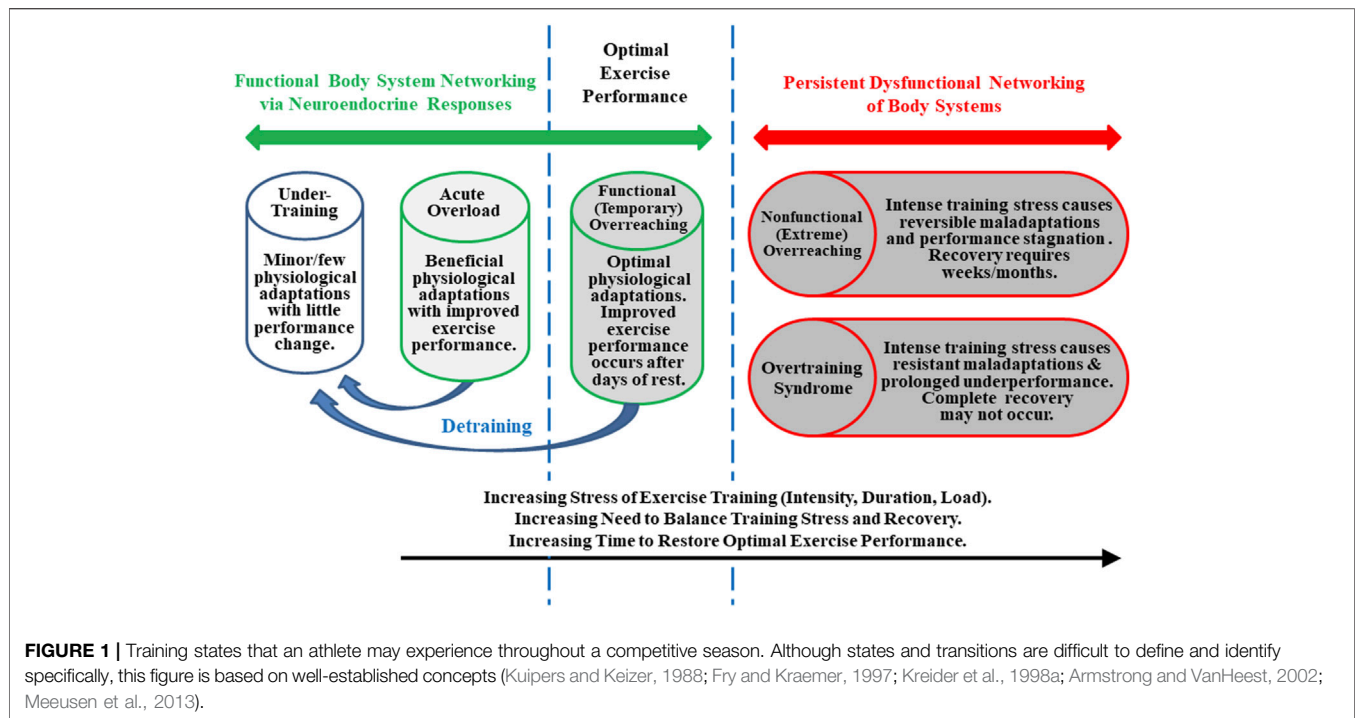 Functional Body System Networking
via Neuroendocrine Responses
Optimal
Exercise
Performance
Persistent Dysfunctional Networking
of Body Systems
Under-
Training
Minor/few
physiological
adaptations
with little
performance
change.
Acute
Overload
Beneficial
physiological
adaptations
with improved
exercise
performance.
Functional
(Temporary)
Overreaching
Optimal
physiological
adaptations.
Improved
exercise
performance
occurs after
days of rest.
Nonfunctional
(Extreme)
Overreaching
Intense training stress causes
reversible maladaptations
and performance stagnation .
Recovery requires
weeks/months.
Overtraining
Syndrome
Intense training stress causes
resistant maladaptations &
prolonged underperformance.
Complete recovery
may not occur.
Detraining
Increasing Stress of Exercise Training (Intensity, Duration, Load).
Increasing Need to Balance Training Stress and Recovery.
Increasing Time to Restore Optimal Exercise Performance.
FIGURE 1 | Training states that an athlete may experience throughout a competitive season. Although states and transitions are difficult to define and identify
specifically, this figure is based on well-established concepts (Kuipers and Keizer, 1988; Fry and Kraemer, 1997; Kreider et al., 1998a; Armstrong and VanHeest, 2002;
Meeusen et al., 2013).